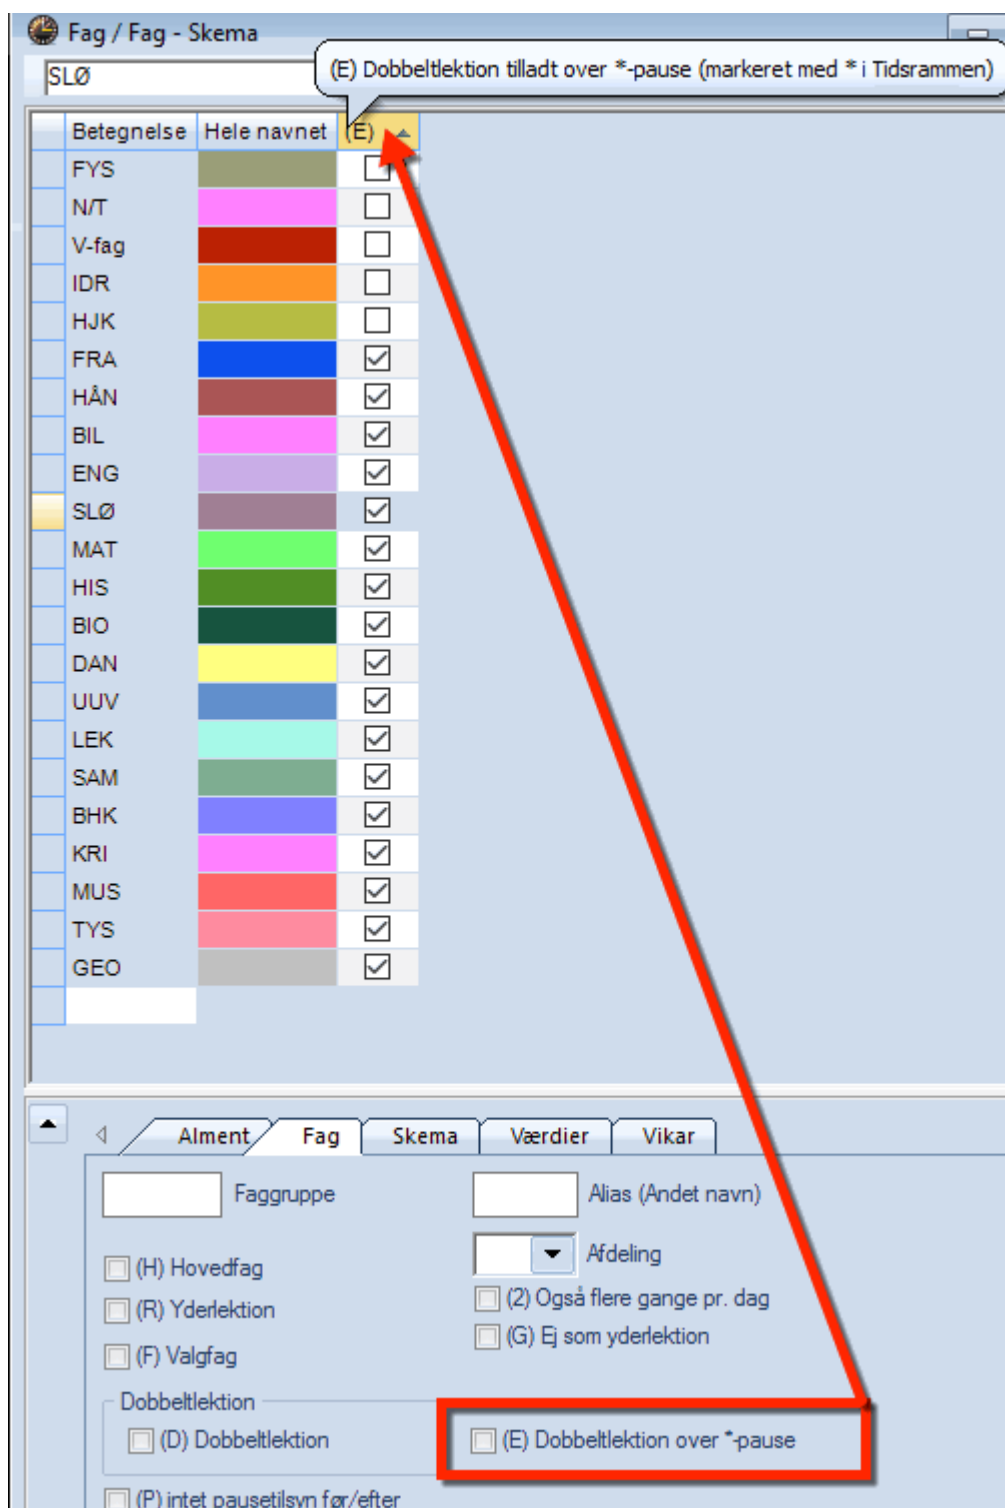 Fag / Fag - Skema
(E) Dobbeltlektion tilladt over *-pause (markeret med * i Tidsrammen)
SLØ
Betegnelse Hele navnet (E)
FYS
N/T
V-fag
IDR
HJK
FRA
HÅN
BIL
ENG
SLØ
MAT
HIS
BIO
DAN
UUV
LEK
SAM
BHK
KRI
MUS
TYS
GEO
Alment Fag Skema Værdier Vikar
Faggruppe Alias (Andet navn)
Afdeling
(H) Hovedfag
(2) Også flere gange pr. dag
(R) Yderlektion
(G) Ej som yderlektion
(F) Valgfag
Dobbeltlektion
(D) Dobbeltlektion (E) Dobbeltlektion over *-pause
(P) intet pausetilsyn før/efter